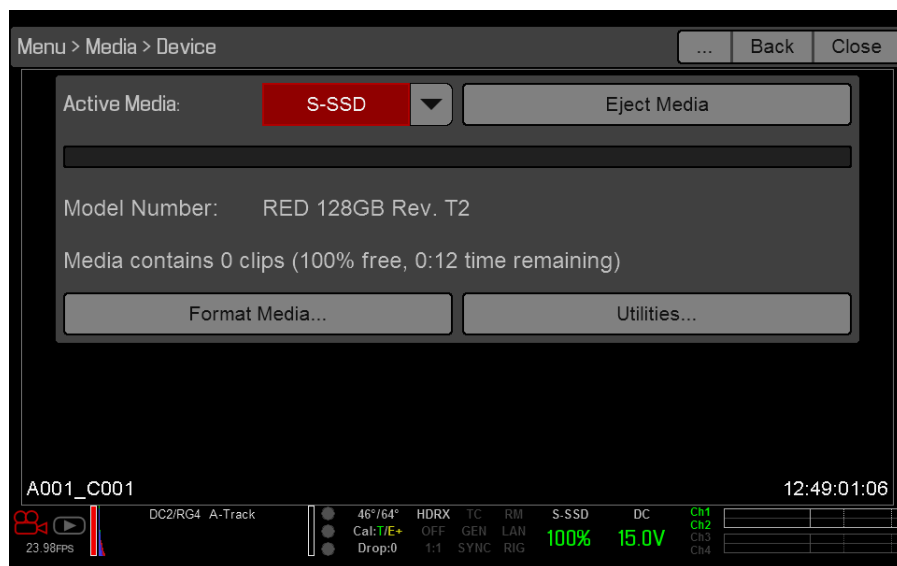 Menu > Media > Device
... Back Close
Active Media: S-SSD Eject Media
Model Number: RED 128GB Rev. T2
Media contains 0 clips (100% free, 0:12 time remaining)
Format Media... Utilities...
A001_C001 12:49:01:06
DC2/RG4 A-Track 46°/64° HDRX TC RM S-SSD DC Ch1
Cal:T/E+ OFF GEN LAN 100% 15.0V Ch2
23.98FPS Drop:0 1:1 SYNC RIG Ch3
Ch4